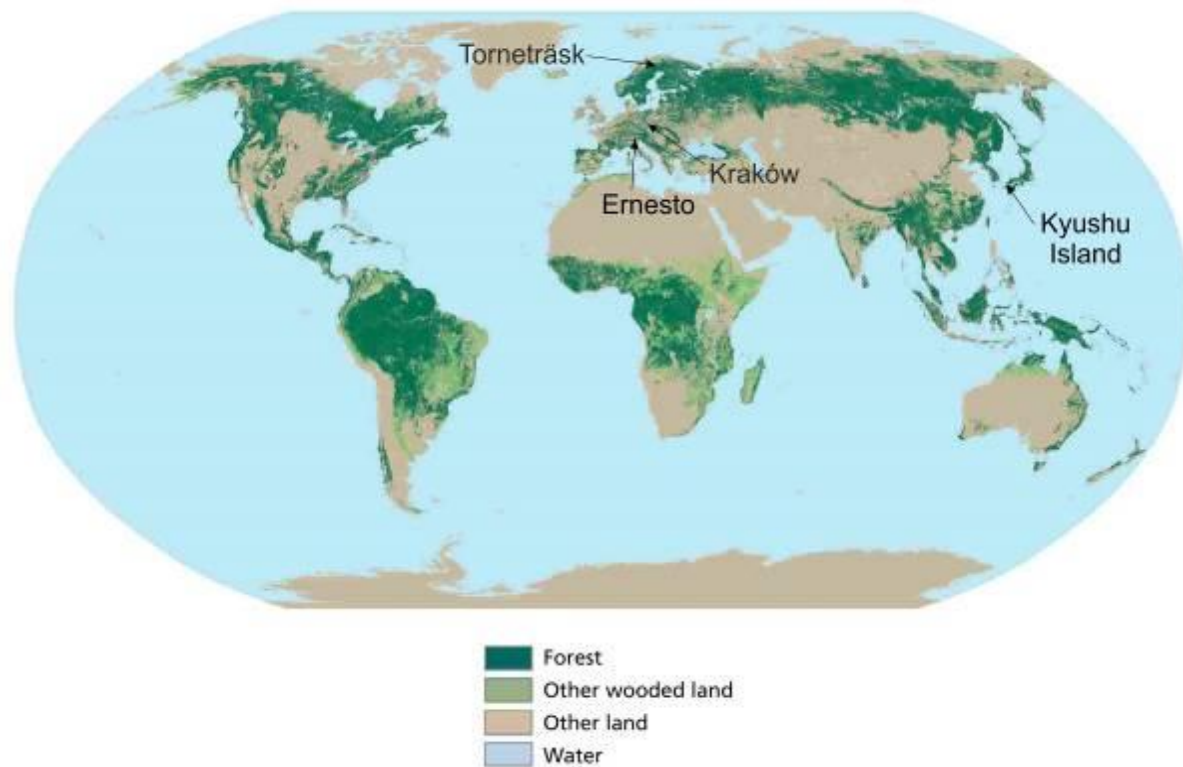 Torneträsk
Kraków
Ernesto
Kyushu
Island
Forest
Other wooded land
Other land
Water